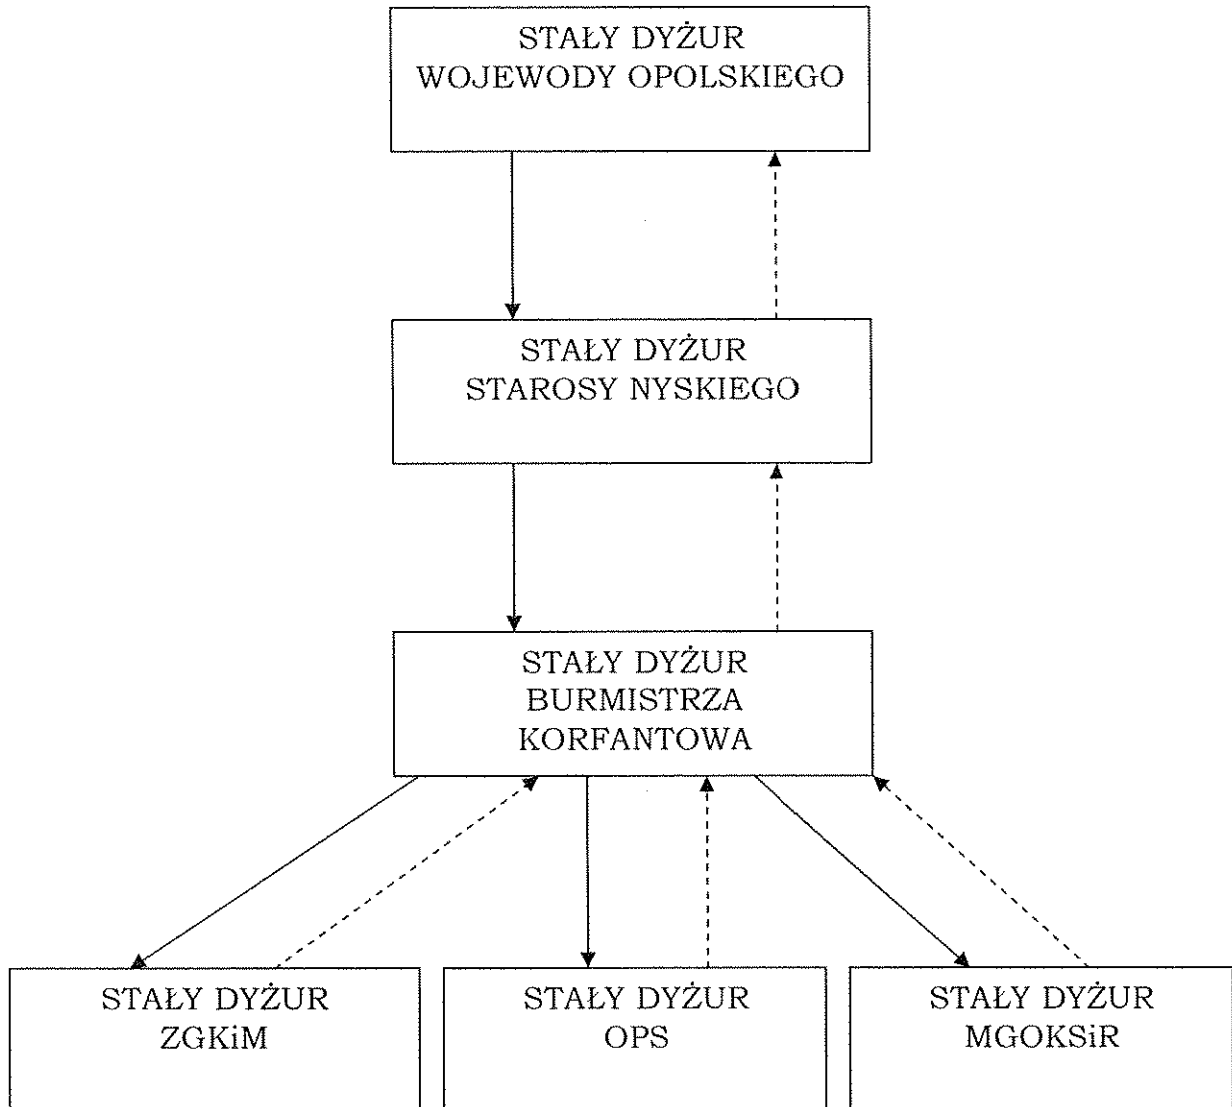 STAŁY DYŻUR
WOJEWODY OPOLSKIEGO
STAŁY DYŻUR
STAROSY NYSKIEGO
STAŁY DYŻUR
BURMISTRZA
KORFANTOWA
STAŁY DYŻUR
ZGKiM
STAŁY DYŻUR
OPS
STAŁY DYŻUR
MGOKSiR